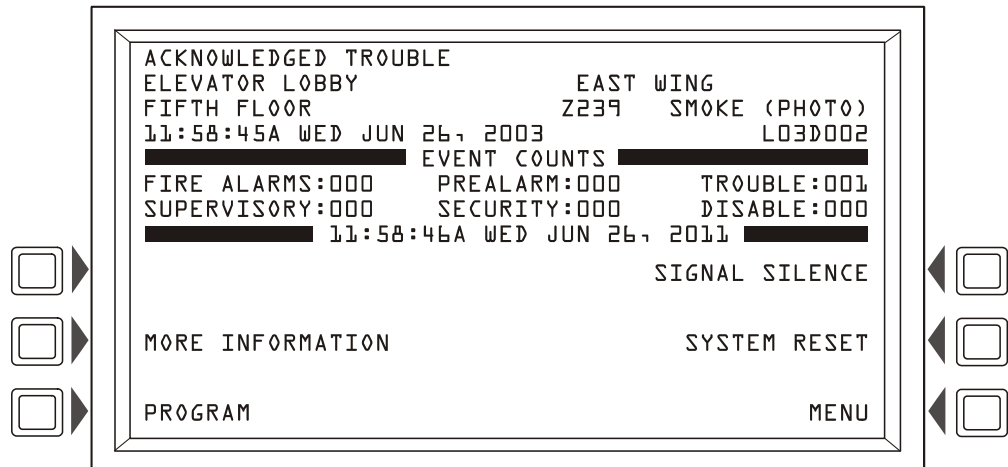 ACKNOWLEDGED TROUBLE
ELEVATOR LOBBY EAST WING
FIFTH FLOOR Z239 SMOKE (PHOTO)
11:58:45A WED JUN 26, 2003 L03D002
EVENT COUNTS
FIRE ALARMS:000 PREALARM:000 TROUBLE:001
SUPERVISORY:000 SECURITY:000 DISABLE:000
11:58:46A WED JUN 26, 2011
SIGNAL SILENCE
MORE INFORMATION SYSTEM RESET
PROGRAM MENU